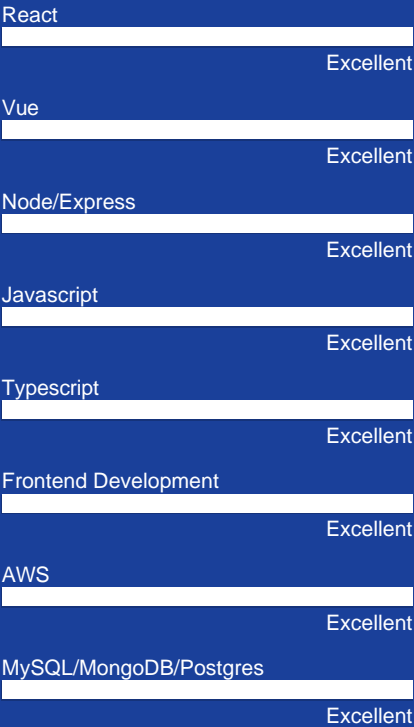 React
Excellent
Vue
Excellent
Node/Express
Excellent
Javascript
Excellent
Typescript
Excellent
Frontend Development
Excellent
AWS
Excellent
MySQL/MongoDB/Postgres
Excellent